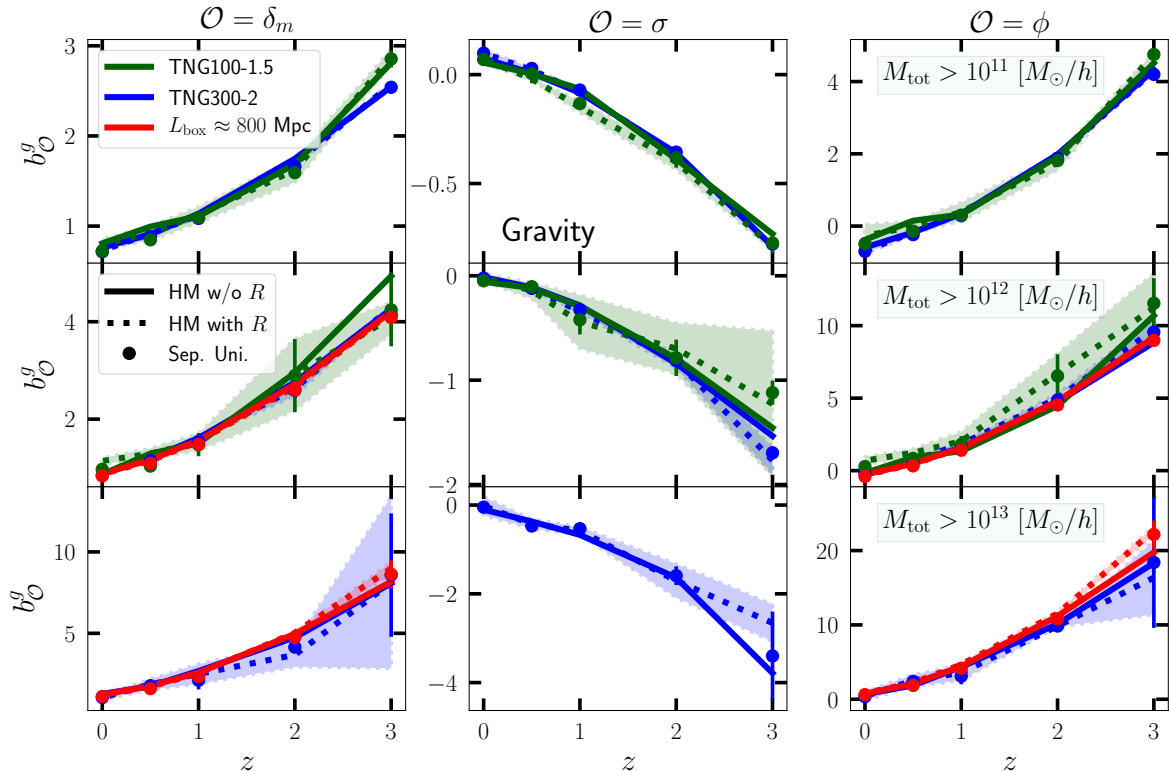 𝒪 = δ_m
𝒪 = σ
𝒪 = ϕ
b^g_𝒪
3
2
1
TNG100-1.5
TNG300-2
L_box ≈ 800 Mpc
0.0
−0.5
Gravity
4
2
0
M_tot > 10^11 [M_⊙/h]
b^g_𝒪
4
2
HM w/o R
HM with R
Sep. Uni.
0
−1
−2
10
5
0
M_tot > 10^12 [M_⊙/h]
b^g_𝒪
10
5
0
−2
−4
20
10
0
M_tot > 10^13 [M_⊙/h]
0 1 2 3
0 1 2 3
0 1 2 3
z
z
z